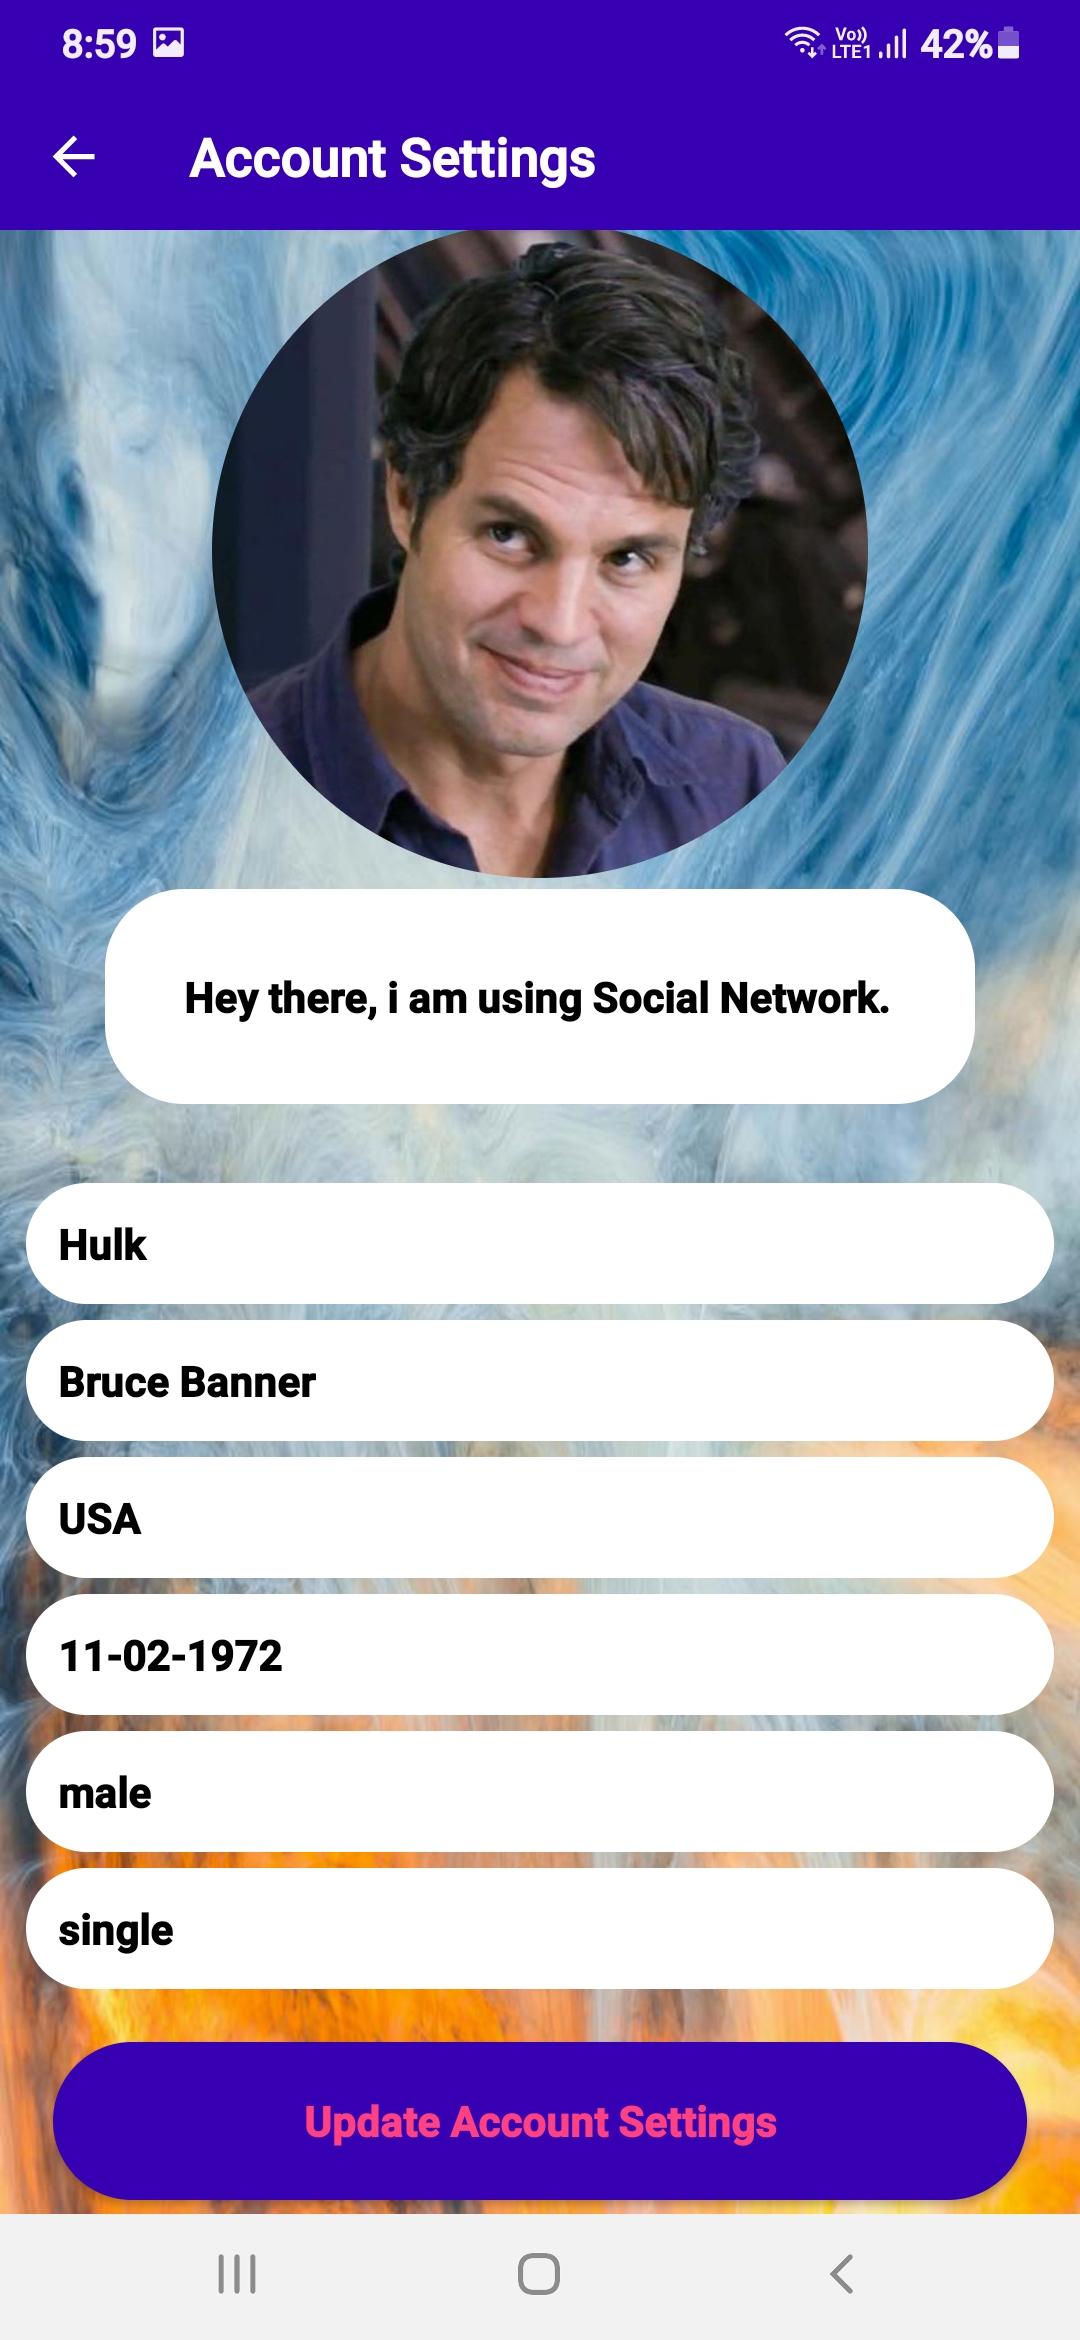 8:59 Vo)) LTE1 42%
Account Settings
Hey there, i am using Social Network.
Hulk
Bruce Banner
USA
11-02-1972
male
single
Update Account Settings